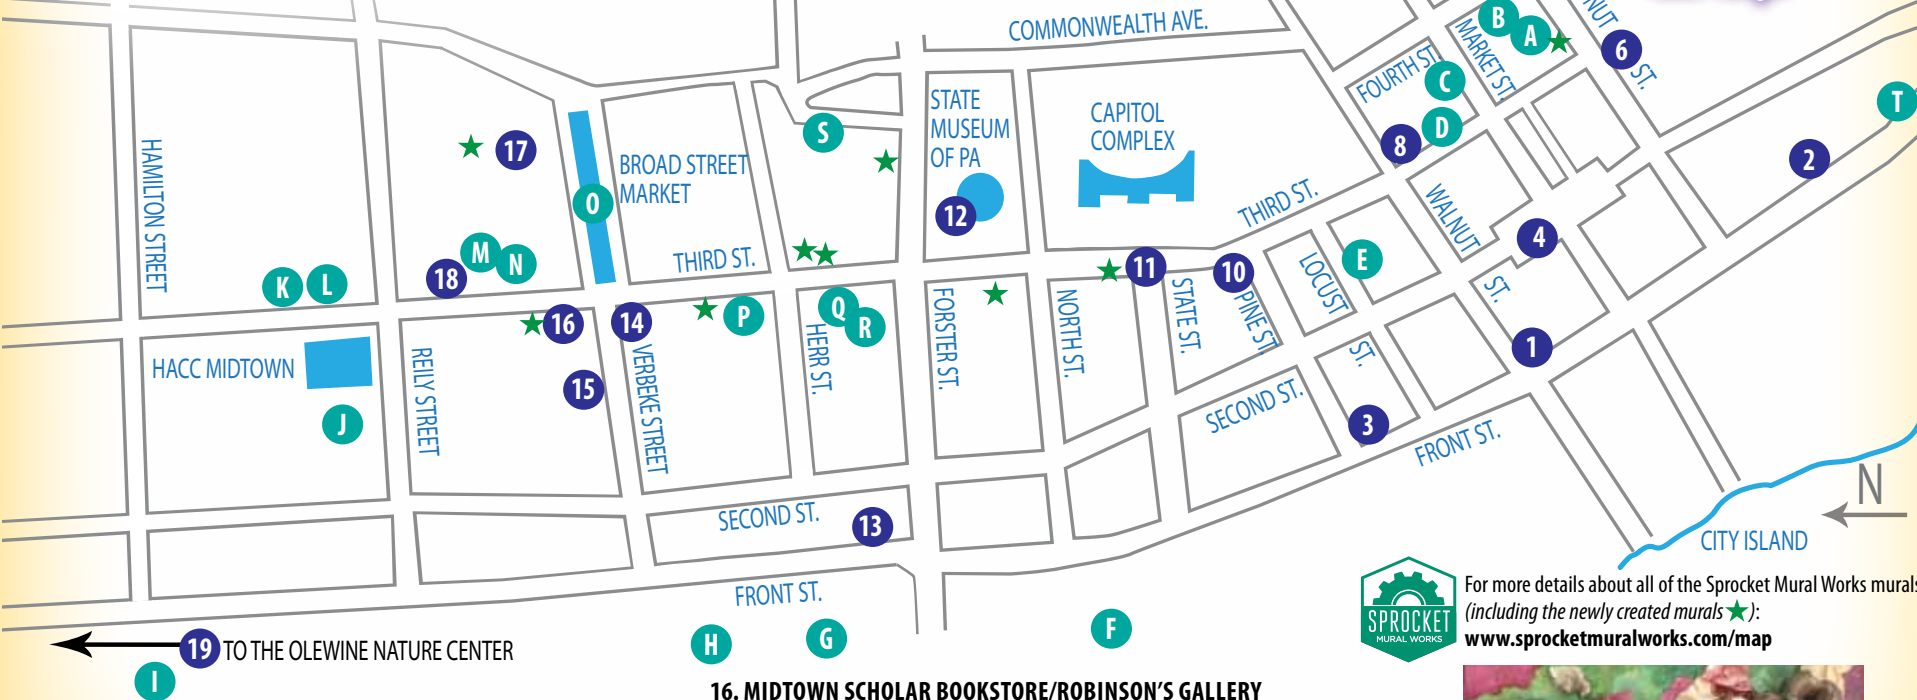 COMMONWEALTH AVE.
B
A
NUT
ST.
6
MARKET ST.
FOURTH ST.
C
D
8
T
2
HAMILTON STREET
17
O
BROAD STREET
MARKET
S
STATE
MUSEUM
OF PA
12
CAPITOL
COMPLEX
THIRD ST.
WALNUT
ST.
4
K
L
18
M
N
THIRD ST.
11
10
LOCUST
ST.
E
16
14
P
Q
R
HERR ST.
FORSTER ST.
NORTH ST.
STATE ST.
PINE ST.
1
HACC MIDTOWN
J
REILY STREET
15
VERBEKE STREET
SECOND ST.
3
FRONT ST.
SECOND ST.
13
N
CITY ISLAND
FRONT ST.
19 TO THE OLEWINE NATURE CENTER
I
H
G
F
SPROCKET
MURAL WORKS
For more details about all of the Sprocket Mural Works murals
(including the newly created murals ★):
www.sprocketmuralworks.com/map
16. MIDTOWN SCHOLAR BOOKSTORE/ROBINSON'S GALLERY